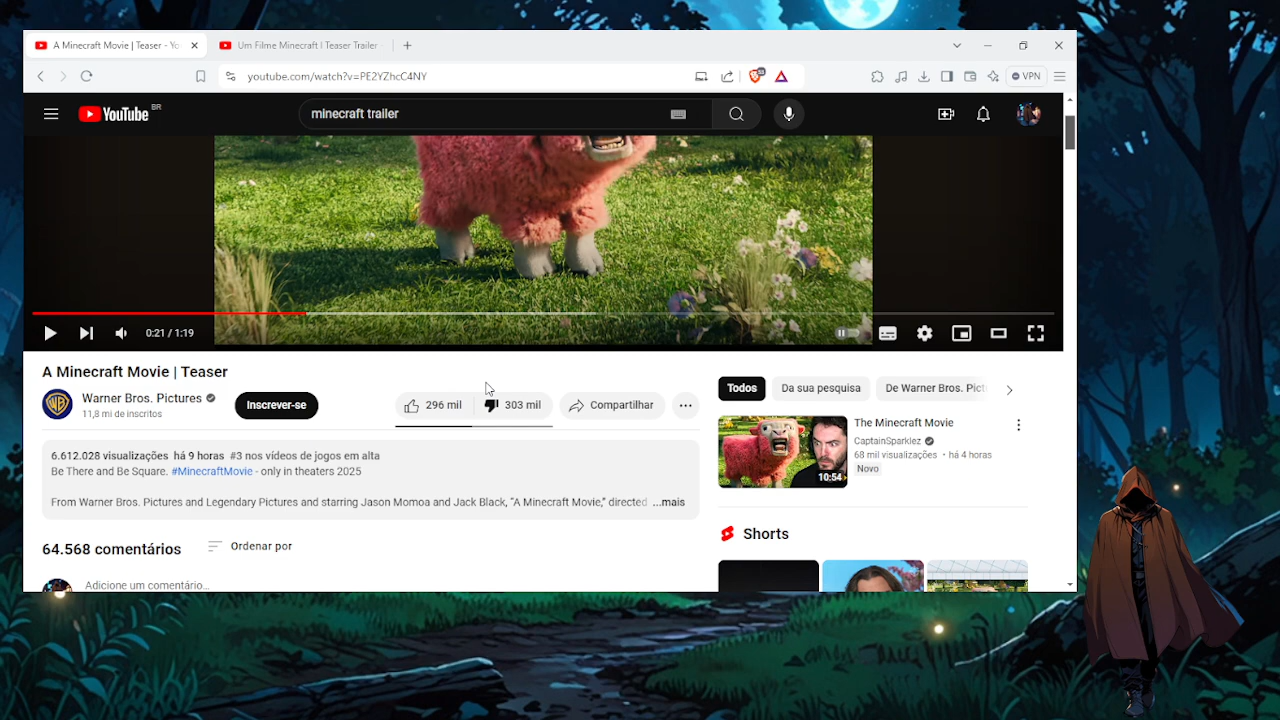 A Minecraft Movie | Teaser - Yo
Um Filme Minecraft | Teaser Trailer
youtube.com/watch?v=PE2YZhcC4NY
VPN
YouTube BR
minecraft trailer
0:21 / 1:19
A Minecraft Movie | Teaser
Warner Bros. Pictures
11,8 mi de inscritos
Inscrever-se
296 mil
303 mil
Compartilhar
6.612.028 visualizações há 9 horas #3 nos vídeos de jogos em alta
Be There and Be Square. #MinecraftMovie - only in theaters 2025
From Warner Bros. Pictures and Legendary Pictures and starring Jason Momoa and Jack Black, “A Minecraft Movie,” directed ...mais
64.568 comentários
Ordenar por
Adicione um comentário...
Todos
Da sua pesquisa
De Warner Bros. Pict
10:54
The Minecraft Movie
CaptainSparklez
68 mil visualizações • há 4 horas
Novo
Shorts